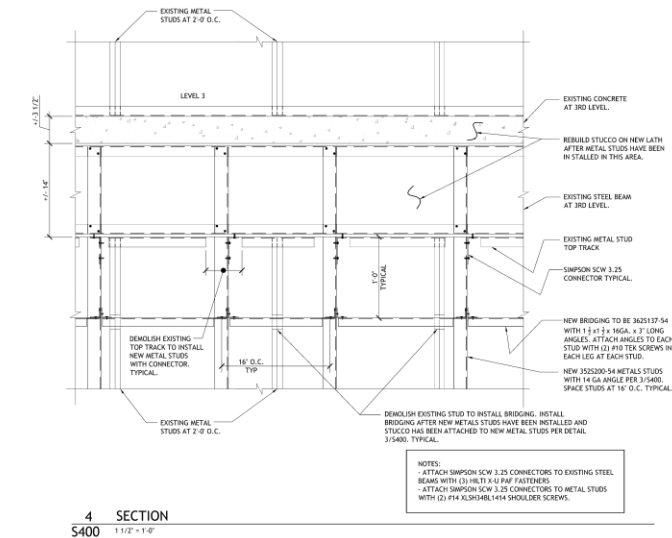 EXISTING METAL
STUDS AT 2'-0' O.C.
LEVEL 3
+/-3 1/2"
+/- 14"
EXISTING CONCRETE
AT 3RD LEVEL.
REBUILD STUCCO ON NEW LATH
AFTER METAL STUDS HAVE BEEN
IN STALLED IN THIS AREA.
EXISTING STEEL BEAM
AT 3RD LEVEL.
EXISTING METAL STUD
TOP TRACK
SIMPSON SCW 3.25
CONNECTOR TYPICAL.
1'-0"
TYPICAL
NEW BRIDGING TO BE 362S137-54
WITH 1 ½ x1 ½ x 16GA. x 3" LONG
ANGLES. ATTACH ANGLES TO EACH
STUD WITH (2) #10 TEK SCREWS IN
EACH LEG AT EACH STUD.
DEMOLISH EXISTING
TOP TRACK TO INSTALL
NEW METAL STUDS
WITH CONNECTOR.
TYPICAL.
16" O.C.
TYP
NEW 352S200-54 METALS STUDS
WITH 14 GA ANGLE PER 3/S400.
SPACE STUDS AT 16" O.C. TYPICAL.
EXISTING METAL
STUDS AT 2'-0' O.C.
DEMOLISH EXISTING STUD TO INSTALL BRIDGING. INSTALL
BRIDGING AFTER NEW METALS STUDS HAVE BEEN INSTALLED AND
STUCCO HAS BEEN ATTACHED TO NEW METAL STUDS PER DETAIL
3/S400. TYPICAL.
NOTES:
- ATTACH SIMPSON SCW 3.25 CONNECTORS TO EXISTING STEEL
BEAMS WITH (3) HILTI X-U PAF FASTENERS
- ATTACH SIMPSON SCW 3.25 CONNECTORS TO METAL STUDS
WITH (2) #14 XLSH34BL1414 SHOULDER SCREWS.
4 SECTION
S400 1 1/2" = 1'-0"